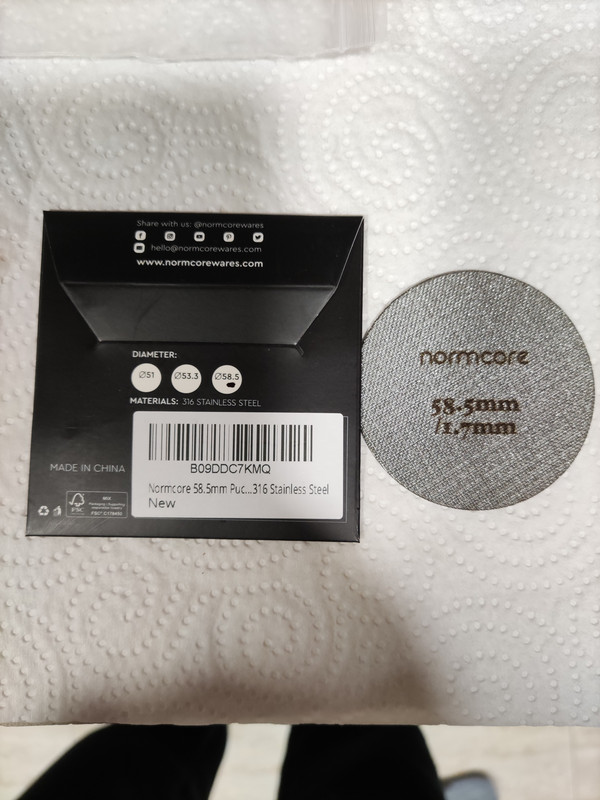 Share with us: @normcorewares
hello@normcorewares.com
www.normcorewares.com
DIAMETER:
Ø51 Ø53.3 Ø58.5
MATERIALS: 316 STAINLESS STEEL
B09DDC7KMQ
Normcore 58.5mm Puc...316 Stainless Steel
New
MADE IN CHINA
FSC
MIX
normcore
58.5mm
/1.7mm